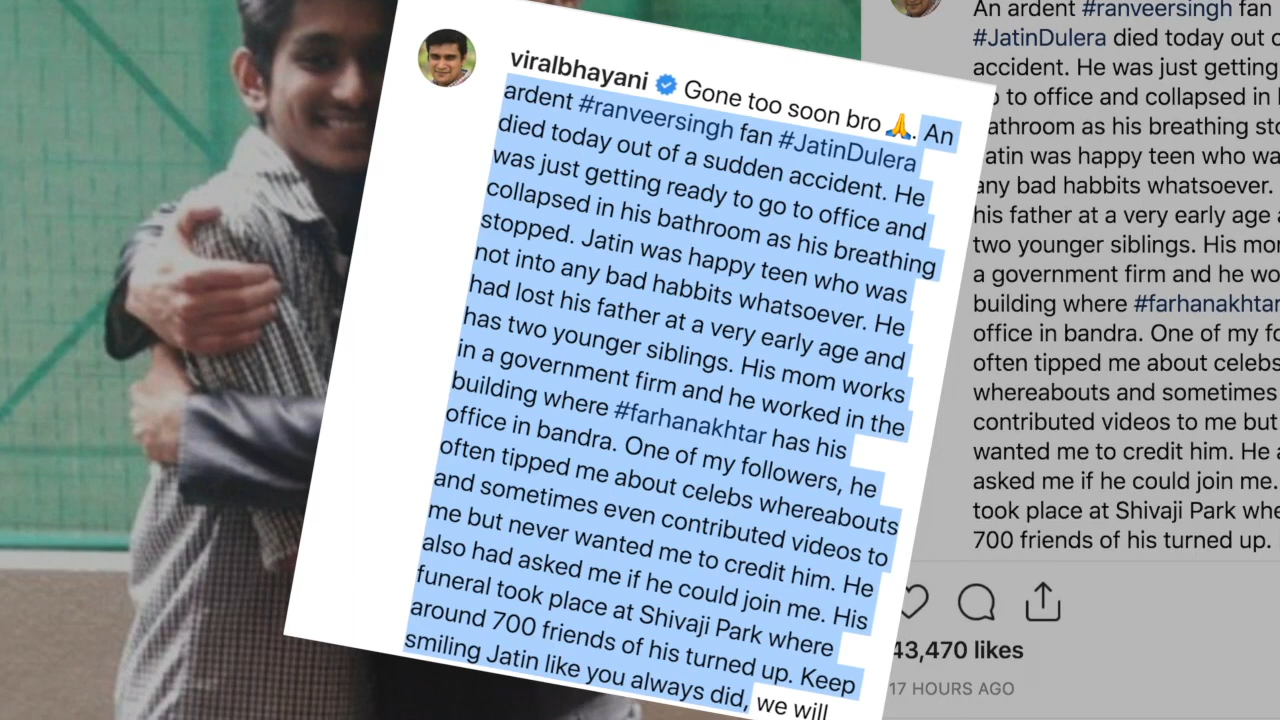 viralbhayani Gone too soon bro 🙏. An
ardent #ranveersingh fan #JatinDulera
died today out of a sudden accident. He
was just getting ready to go to office and
collapsed in his bathroom as his breathing
stopped. Jatin was happy teen who was
not into any bad habbits whatsoever. He
had lost his father at a very early age and
has two younger siblings. His mom works
in a government firm and he worked in the
building where #farhanakhtar has his
office in bandra. One of my followers, he
often tipped me about celebs whereabouts
and sometimes even contributed videos to
me but never wanted me to credit him. He
also had asked me if he could join me. His
funeral took place at Shivaji Park where
around 700 friends of his turned up. Keep
smiling Jatin like you always did, we will
An ardent #ranveersingh fan
#JatinDulera died today out o
accident. He was just getting
to to office and collapsed in
athroom as his breathing sto
atin was happy teen who wa
any bad habbits whatsoever.
his father at a very early age
two younger siblings. His mor
a government firm and he wo
building where #farhanakhtar
office in bandra. One of my fo
often tipped me about celebs
whereabouts and sometimes
contributed videos to me but
wanted me to credit him. He a
asked me if he could join me.
took place at Shivaji Park whe
700 friends of his turned up.
43,470 likes
17 HOURS AGO